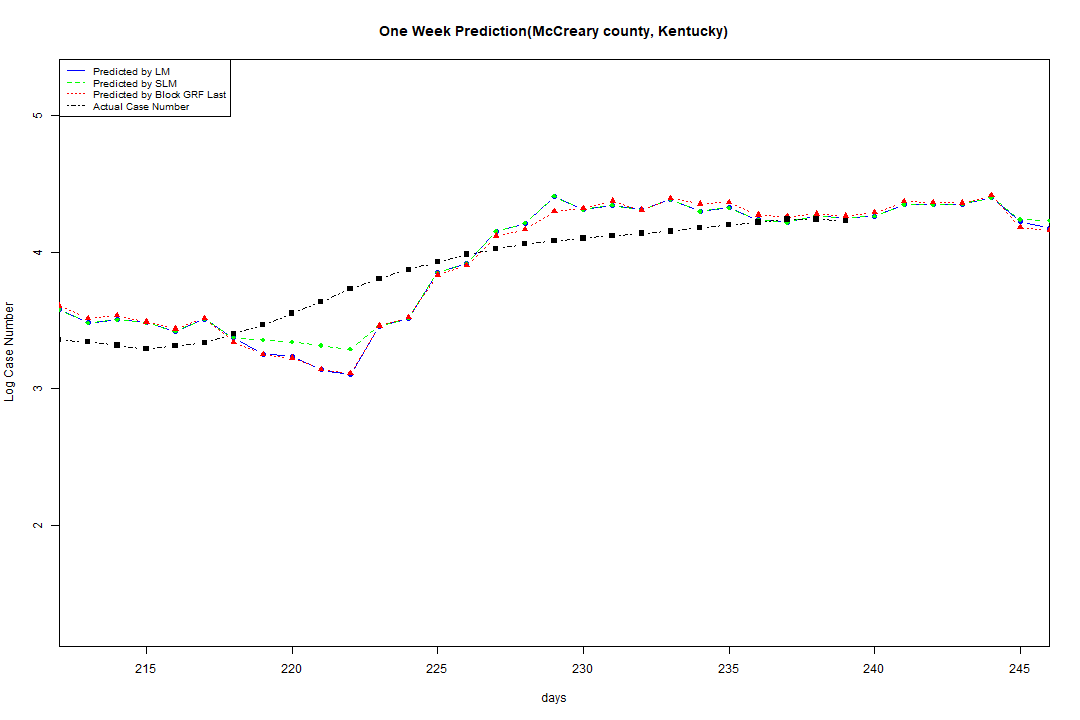 One Week Prediction(McCreary county, Kentucky)
Predicted by LM
Predicted by SLM
Predicted by Block GRF Last
Actual Case Number
5
4
3
2
Log Case Number
215 220 225 230 235 240 245
days